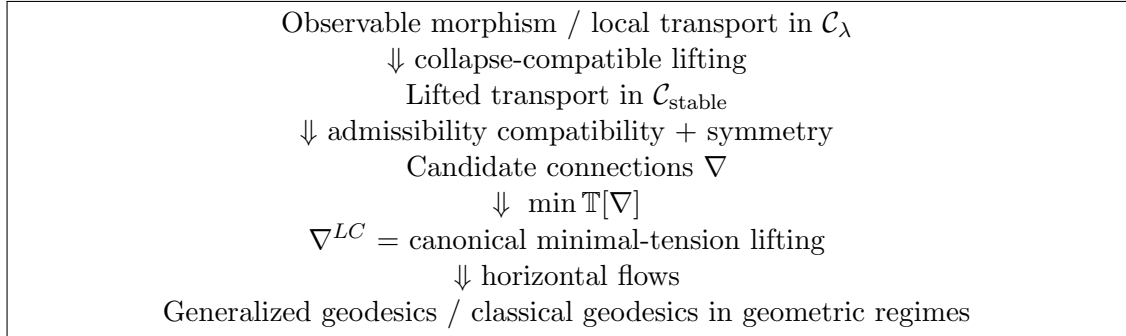 Observable morphism / local transport in 𝒞_λ
⇓ collapse-compatible lifting
Lifted transport in 𝒞_stable
⇓ admissibility compatibility + symmetry
Candidate connections ∇
⇓ min 𝕋[∇]
∇^{LC} = canonical minimal-tension lifting
⇓ horizontal flows
Generalized geodesics / classical geodesics in geometric regimes